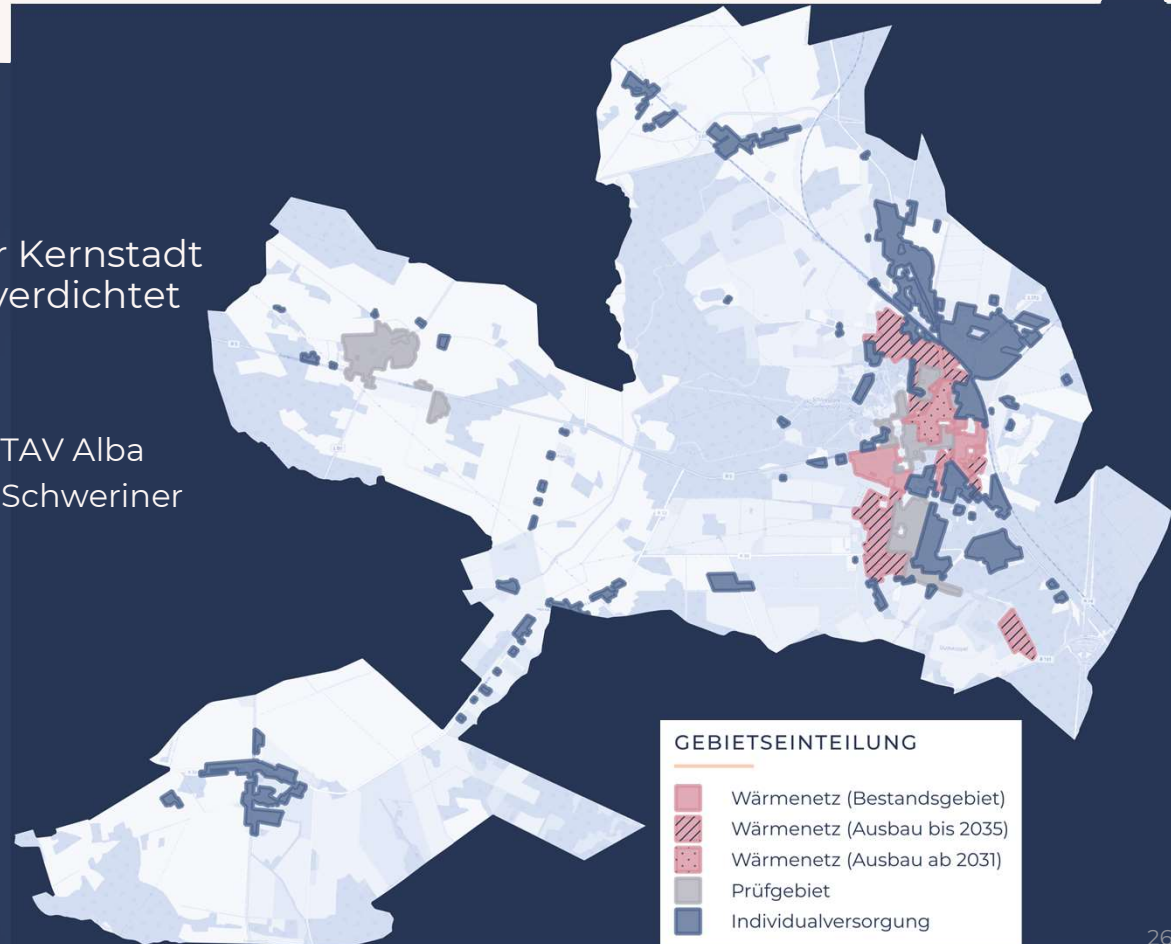 r Kernstadt
verdichtet
TAV Alba
Schweriner
GEBIETSEINTEILUNG
Wärmenetz (Bestandsgebiet)
Wärmenetz (Ausbau bis 2035)
Wärmenetz (Ausbau ab 2031)
Prüfgebiet
Individualversorgung
26